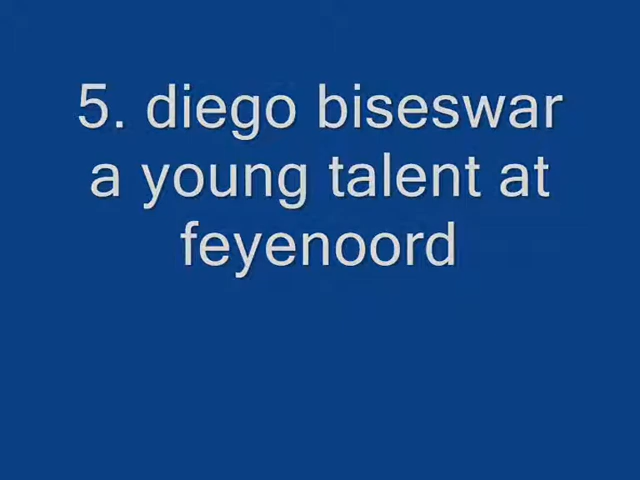 5. diego biseswar
a young talent at
feyenoord